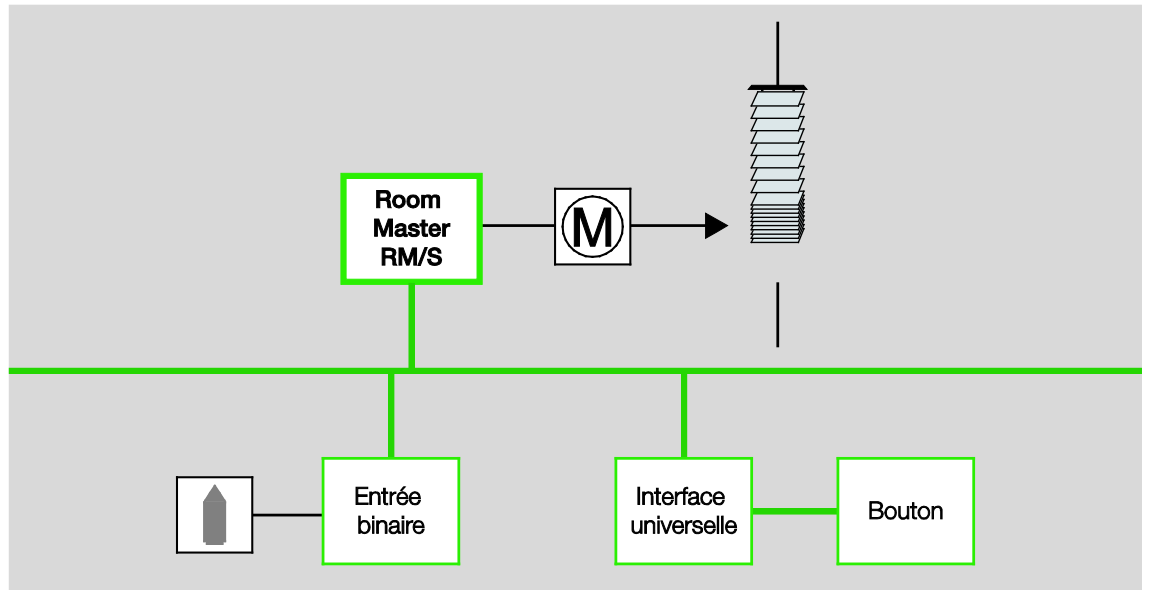 Room
Master
RM/S
M
Entrée
binaire
Interface
universelle
Bouton